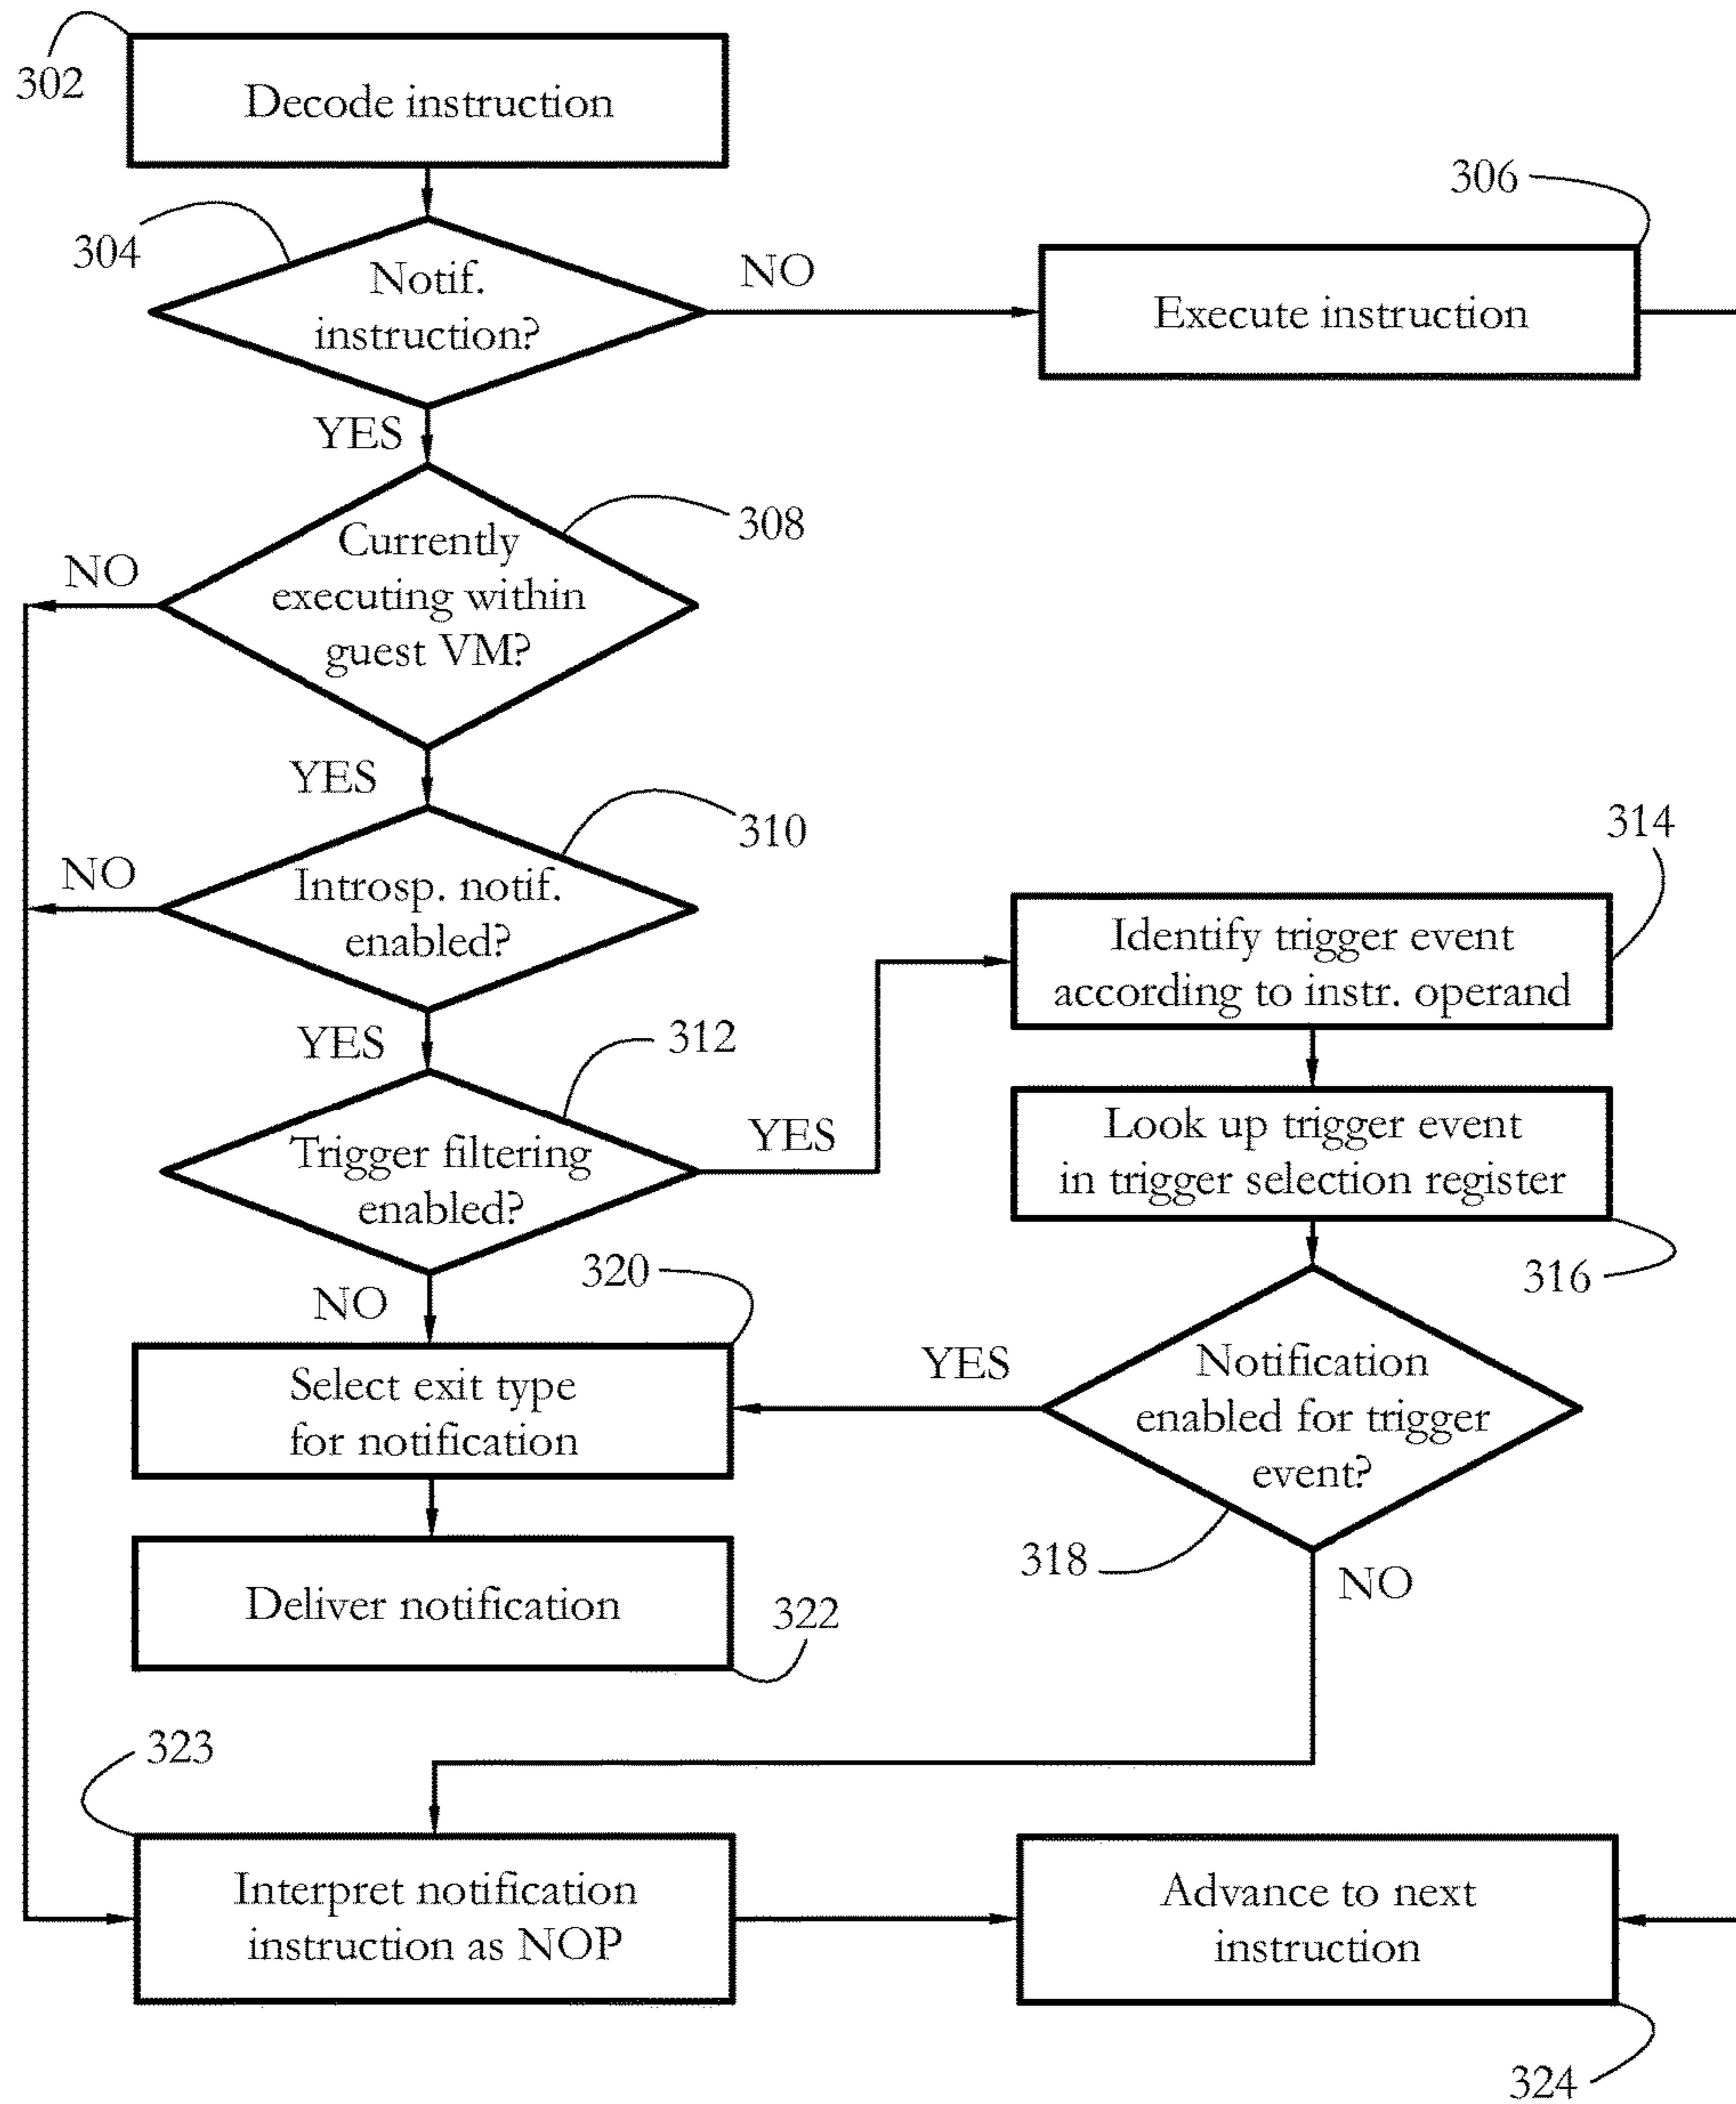 302
Decode instruction
304
Notif.
instruction?
NO
306
Execute instruction
YES
308
Currently
executing within
guest VM?
NO
YES
310
Introsp. notif.
enabled?
NO
314
Identify trigger event
according to instr. operand
YES
312
Trigger filtering
enabled?
YES
Look up trigger event
in trigger selection register
316
NO
320
Select exit type
for notification
YES
Notification
enabled for trigger
event?
318
NO
Deliver notification
322
323
Interpret notification
instruction as NOP
Advance to next
instruction
324